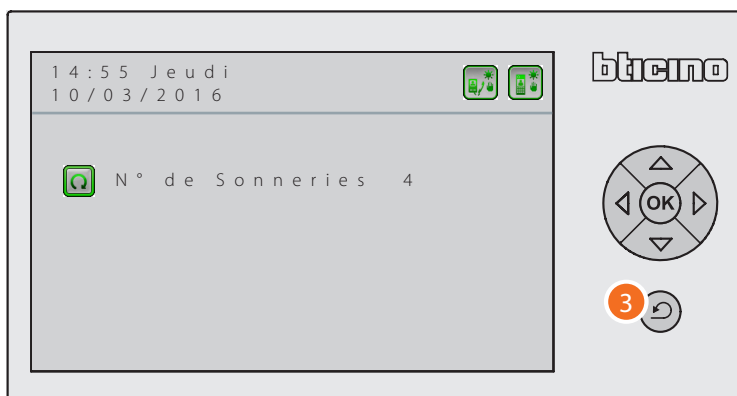 14:55 Jeudi
10/03/2016
bticino
N° de Sonneries 4
OK
3